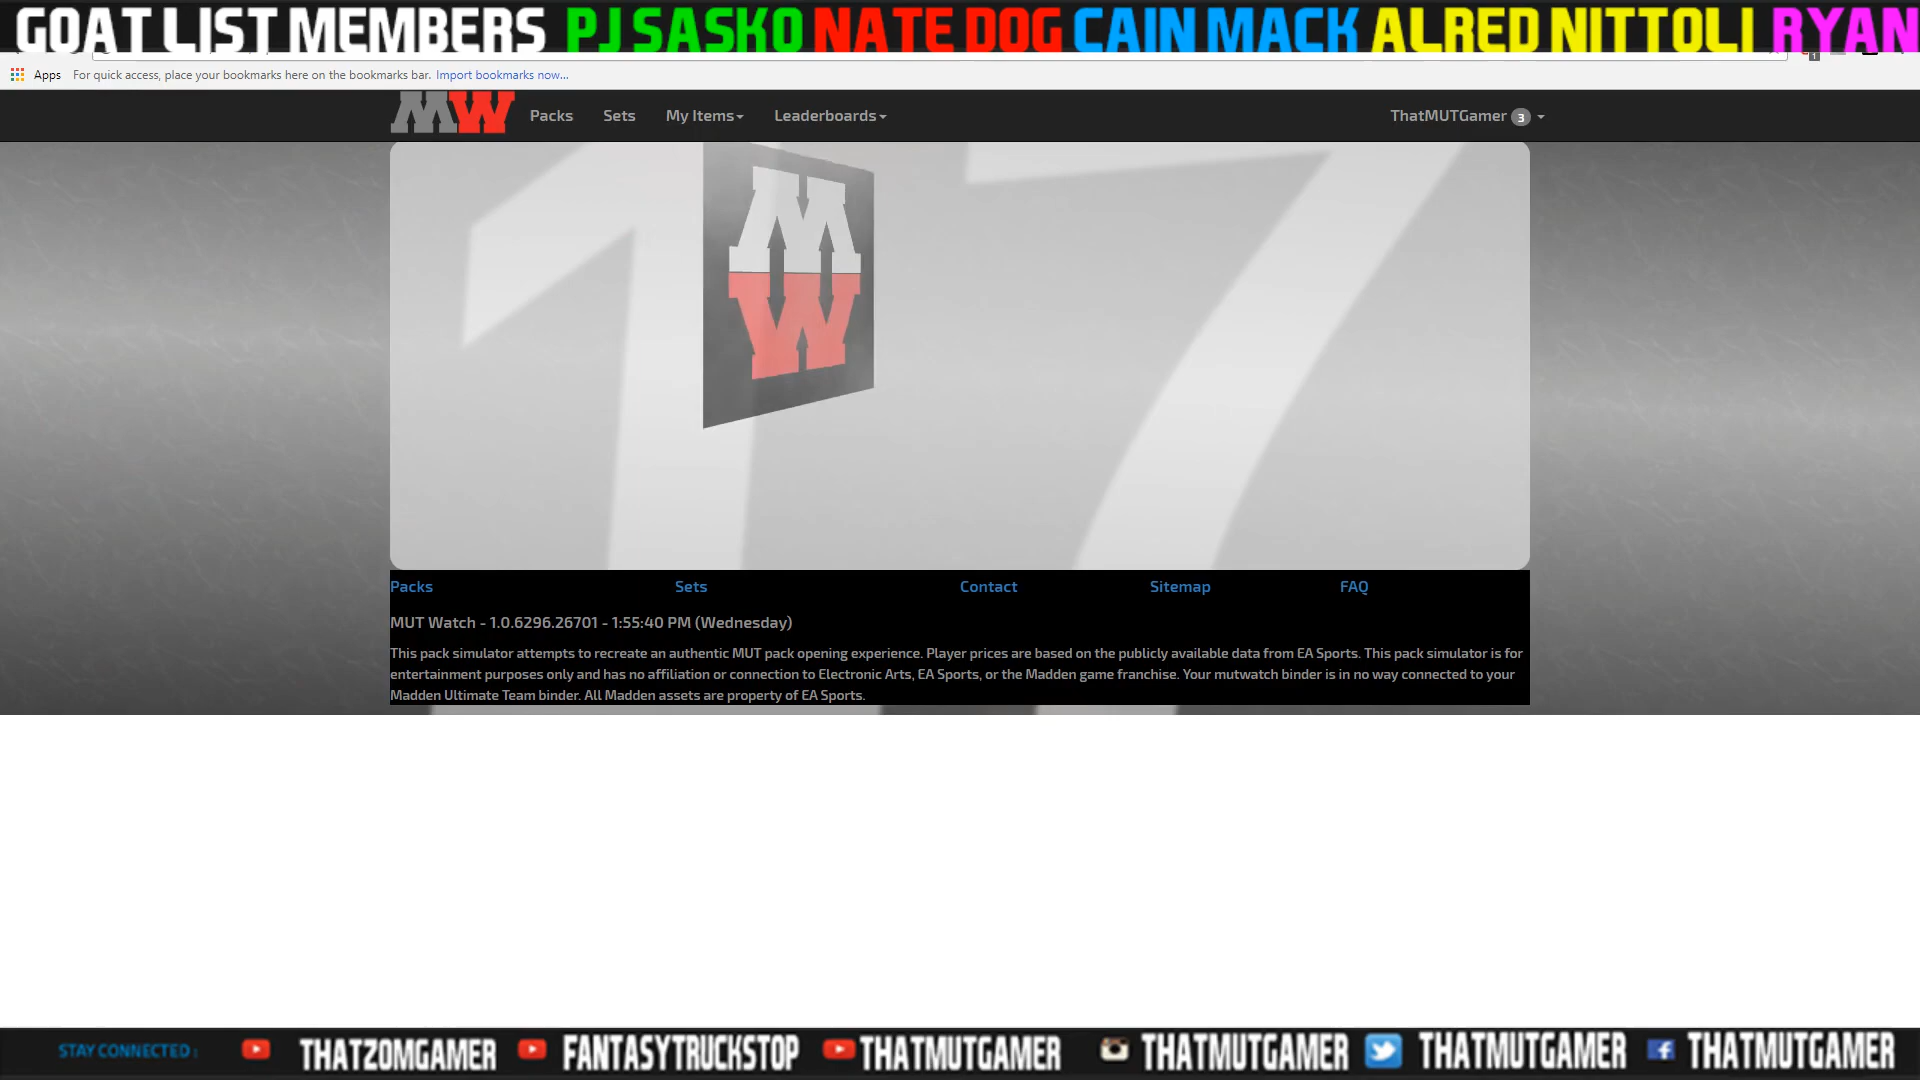 GOAT LIST MEMBERS PJ SASKO NATE DOG CAIN MACK ALRED NITTOLI RYAN
Apps For quick access, place your bookmarks here on the bookmarks bar. Import bookmarks now...
MW Packs Sets My Items Leaderboards ThatMUTGamer 3
17
M
W
Packs Sets Contact Sitemap FAQ
MUT Watch - 1.0.6296.26701 - 1:55:40 PM (Wednesday)
This pack simulator attempts to recreate an authentic MUT pack opening experience. Player prices are based on the publicly available data from EA Sports. This pack simulator is for
entertainment purposes only and has no affiliation or connection to Electronic Arts, EA Sports, or the Madden game franchise. Your mutwatch binder is in no way connected to your
Madden Ultimate Team binder. All Madden assets are property of EA Sports.
STAY CONNECTED : THATZOMGAMER FANTASYTRUCKSTOP THATMUTGAMER THATMUTGAMER THATMUTGAMER THATMUTGAMER